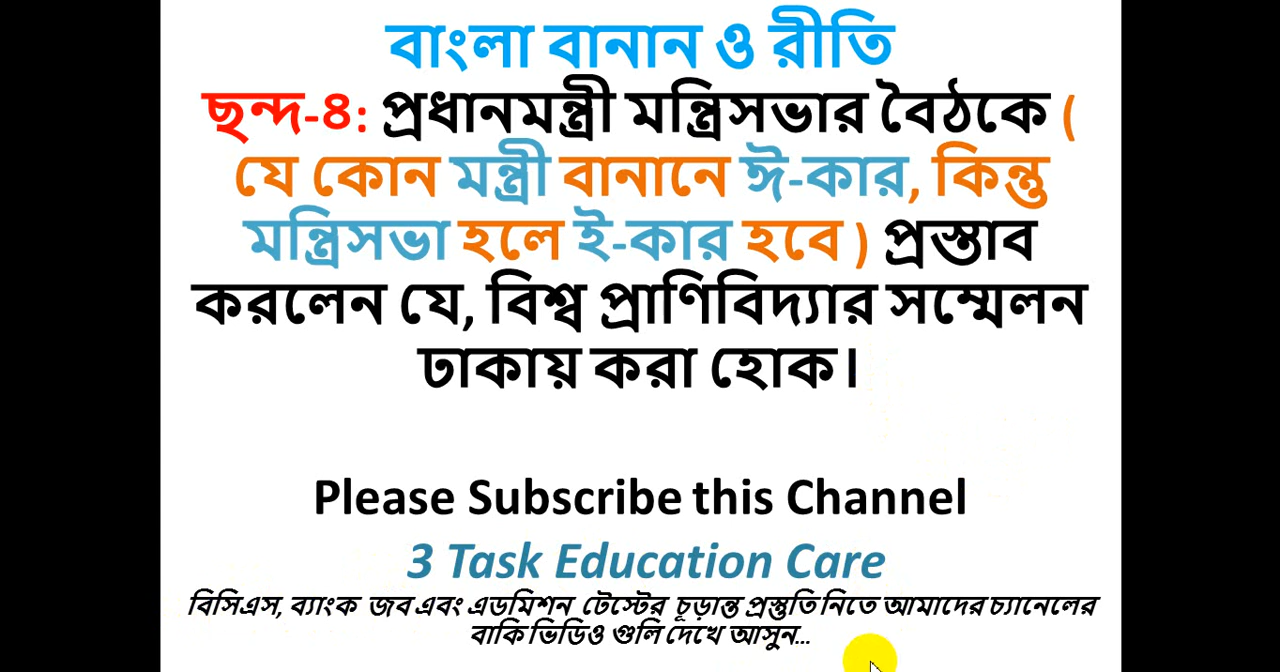 বাংলা বানান ও রীতি
ছন্দ-৪: প্রধানমন্ত্রী মন্ত্রিসভার বৈঠকে (
যে কোন মন্ত্রী বানানে ঈ-কার, কিন্তু
মন্ত্রিসভা হলে ই-কার হবে ) প্রস্তাব
করলেন যে, বিশ্ব প্রাণিবিদ্যার সম্মেলন
ঢাকায় করা হোক।
Please Subscribe this Channel
3 Task Education Care
বিসিএস, ব্যাংক জব এবং এডমিশন টেস্টের চূড়ান্ত প্রস্তুতি নিতে আমাদের চ্যানেলের
বাকি ভিডিও গুলি দেখে আসুন...